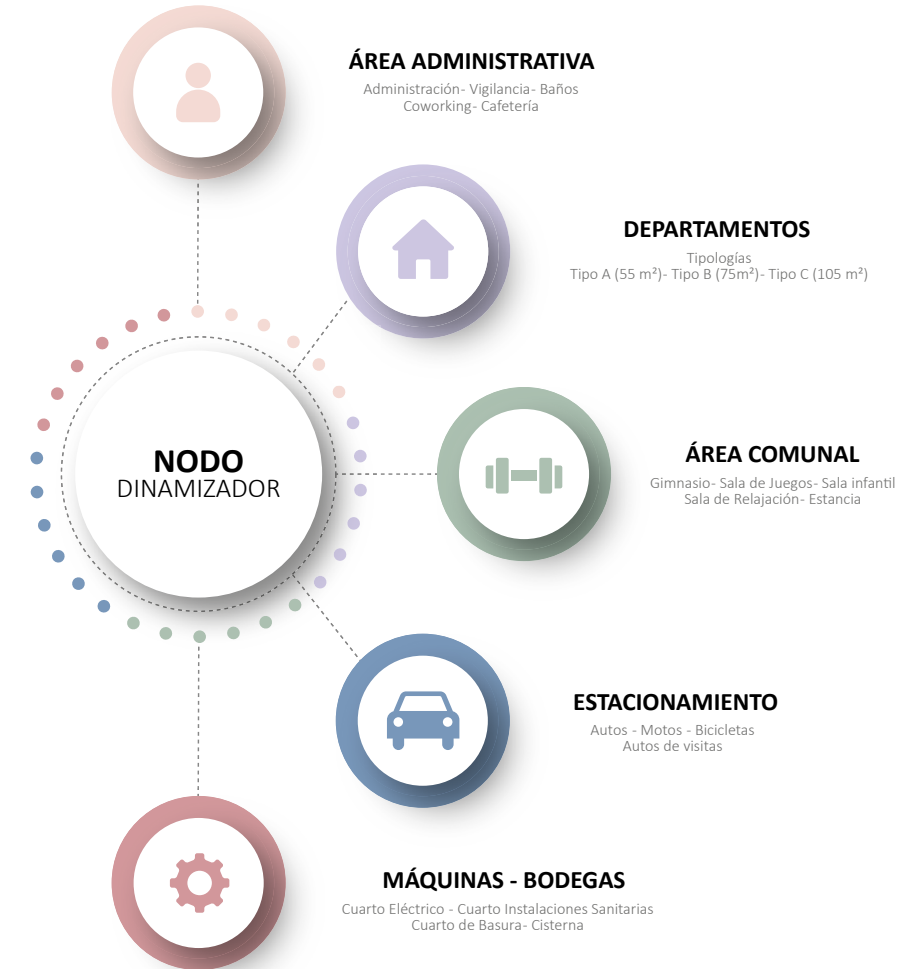 ÁREA ADMINISTRATIVA
Administración- Vigilancia- Baños
Coworking- Cafetería
DEPARTAMENTOS
Tipologías
Tipo A (55 m²)- Tipo B (75m²)- Tipo C (105 m²)
NODO
DINAMIZADOR
ÁREA COMUNAL
Gimnasio- Sala de Juegos- Sala infantil
Sala de Relajación- Estancia
ESTACIONAMIENTO
Autos - Motos - Bicicletas
Autos de visitas
MÁQUINAS - BODEGAS
Cuarto Eléctrico - Cuarto Instalaciones Sanitarias
Cuarto de Basura- Cisterna